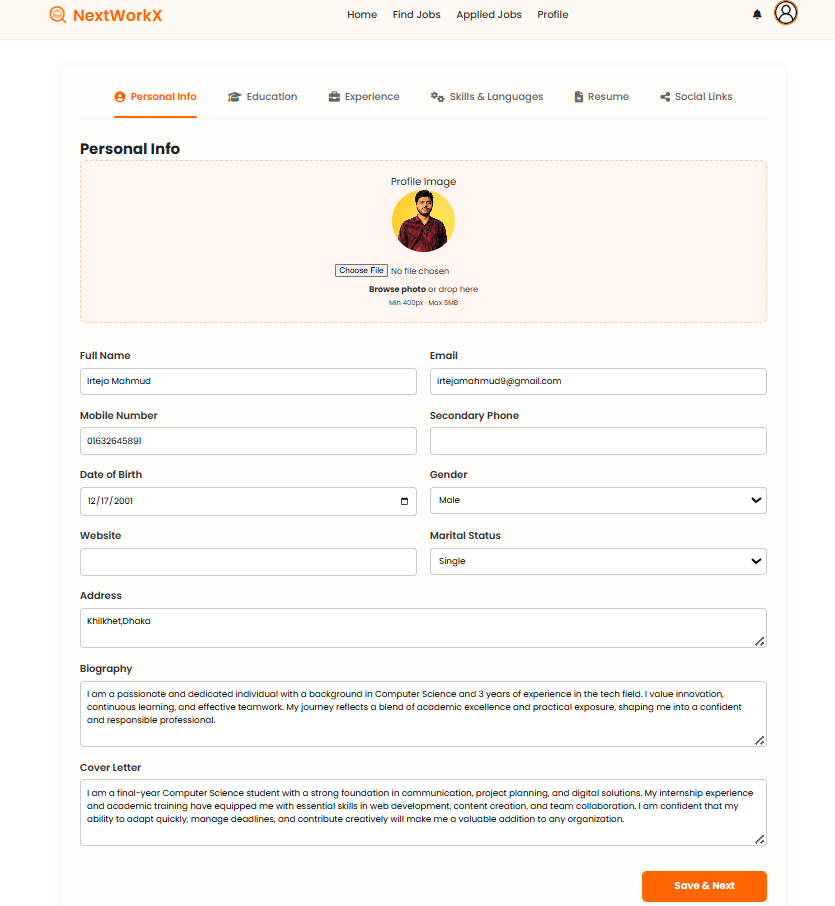 NextWorkX
Home Find Jobs Applied Jobs Profile
Personal Info Education Experience Skills & Languages Resume Social Links
Personal Info
Profile Image
Choose File No file chosen
Browse photo or drop here
Min 400px · Max 5MB
Full Name Email
Irteja Mahmud irtejamahmud9@gmail.com
Mobile Number Secondary Phone
01632645891
Date of Birth Gender
12/17/2001 Male
Website Marital Status
Single
Address
Khilkhet,Dhaka
Biography
I am a passionate and dedicated individual with a background in Computer Science and 3 years of experience in the tech field. I value innovation,
continuous learning, and effective teamwork. My journey reflects a blend of academic excellence and practical exposure, shaping me into a confident
and responsible professional.
Cover Letter
I am a final-year Computer Science student with a strong foundation in communication, project planning, and digital solutions. My internship experience
and academic training have equipped me with essential skills in web development, content creation, and team collaboration. I am confident that my
ability to adapt quickly, manage deadlines, and contribute creatively will make me a valuable addition to any organization.
Save & Next